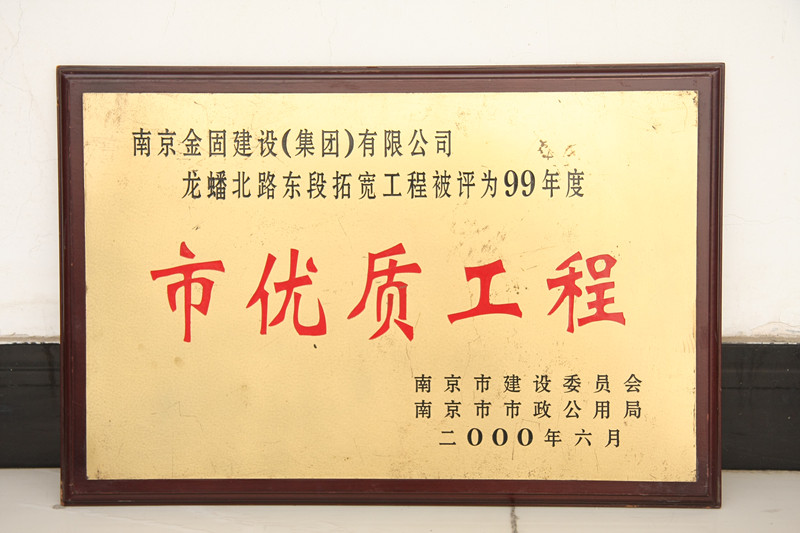 南京金固建设(集团)有限公司
龙蟠北路东段拓宽工程被评为99年度
市优质工程
南京市建设委员会
南京市市政公用局
二000年六月